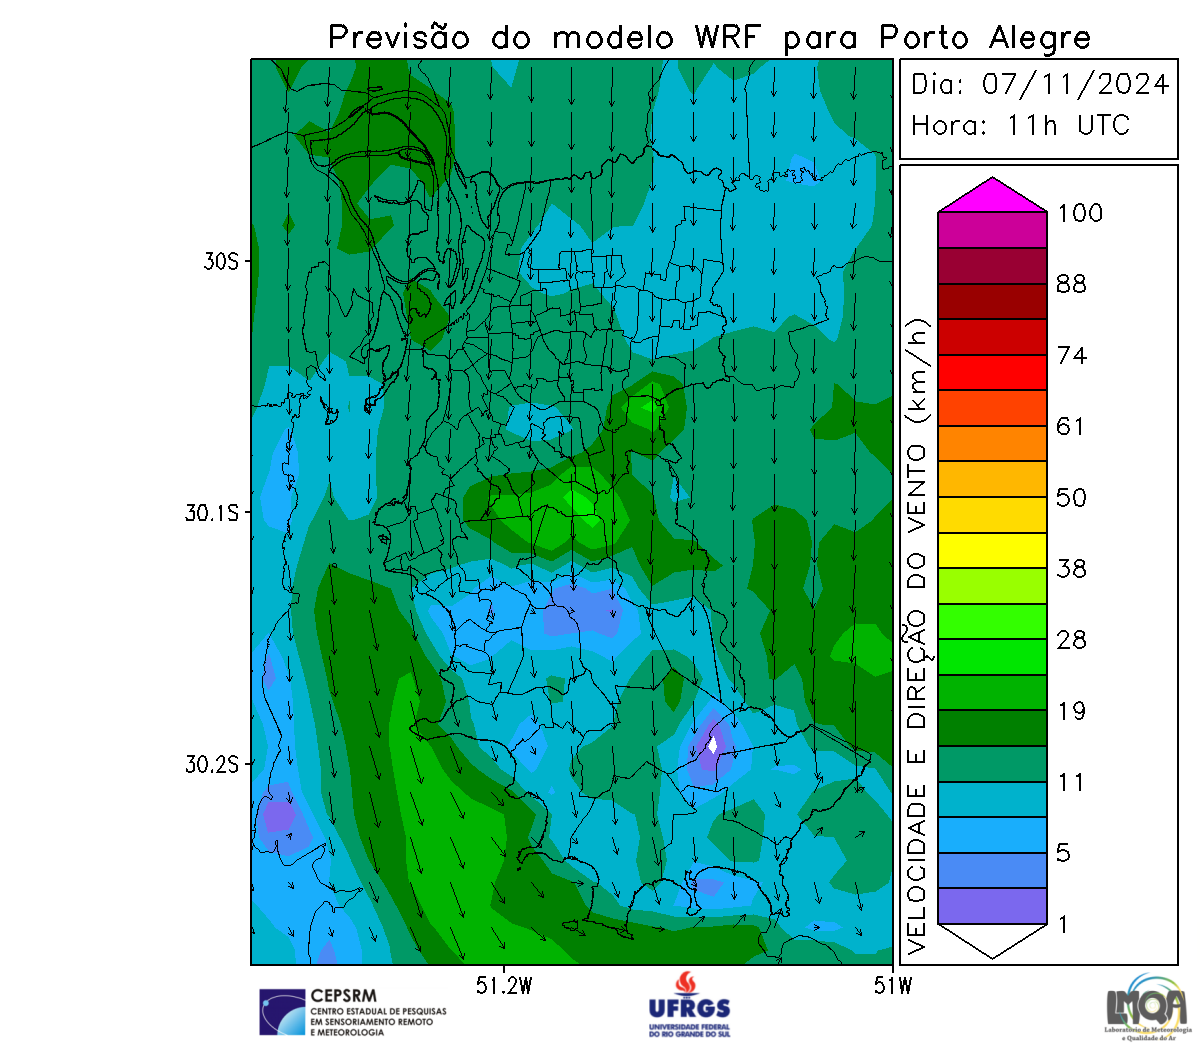 Previsão do modelo WRF para Porto Alegre
Dia: 07/11/2024
Hora: 11h UTC
30S
30.1S
30.2S
51.2W
51W
VELOCIDADE E DIREÇÃO DO VENTO (km/h)
100
88
74
61
50
38
28
19
11
5
1
CEPSRM
CENTRO ESTADUAL DE PESQUISAS
EM SENSORIAMENTO REMOTO
E METEOROLOGIA
UFRGS
UNIVERSIDADE FEDERAL
DO RIO GRANDE DO SUL
LMQA
Laboratório de Meteorologia
e Qualidade do Ar